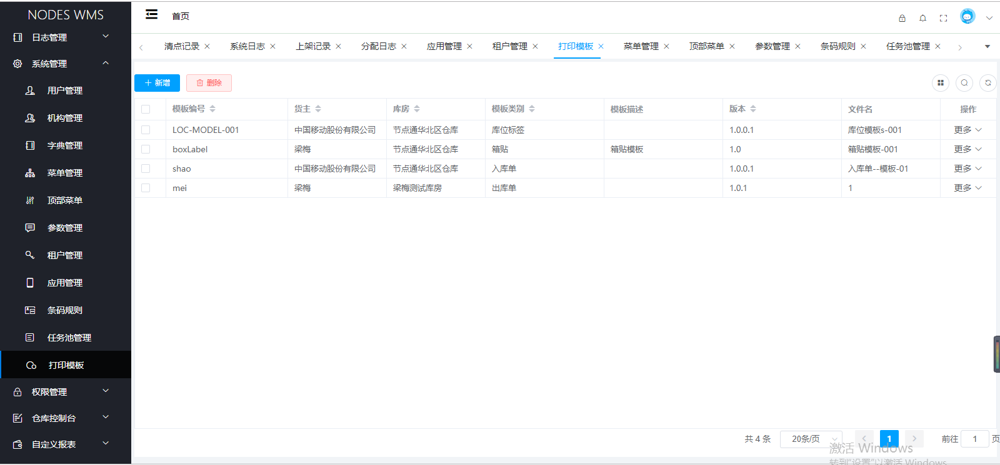 NODES WMS
日志管理
系统管理
用户管理
机构管理
字典管理
菜单管理
顶部菜单
参数管理
租户管理
应用管理
条码规则
任务池管理
打印模板
权限管理
仓库控制台
自定义报表
首页
清点记录 系统日志 上架记录 分配日志 应用管理 租户管理 打印模板 菜单管理 顶部菜单 参数管理 条码规则 任务池管理
新增 删除
模板编号 货主 库房 模板类别 模板描述 版本 文件名 操作
LOC-MODEL-001 中国移动股份有限公司 节点通华北区仓库 库位标签 1.0.0.1 库位模板s-001 更多
boxLabel 梁梅 节点通华北区仓库 箱贴 箱贴模板 1.0 箱贴模板-001 更多
shao 中国移动股份有限公司 节点通华北区仓库 入库单 1.0.0.1 入库单--模板-01 更多
mei 梁梅 梁梅测试库房 出库单 1.0.1 1 更多
共 4 条 20条/页 1 前往 1 页
激活 Windows
转到"设置"以激活 Windows